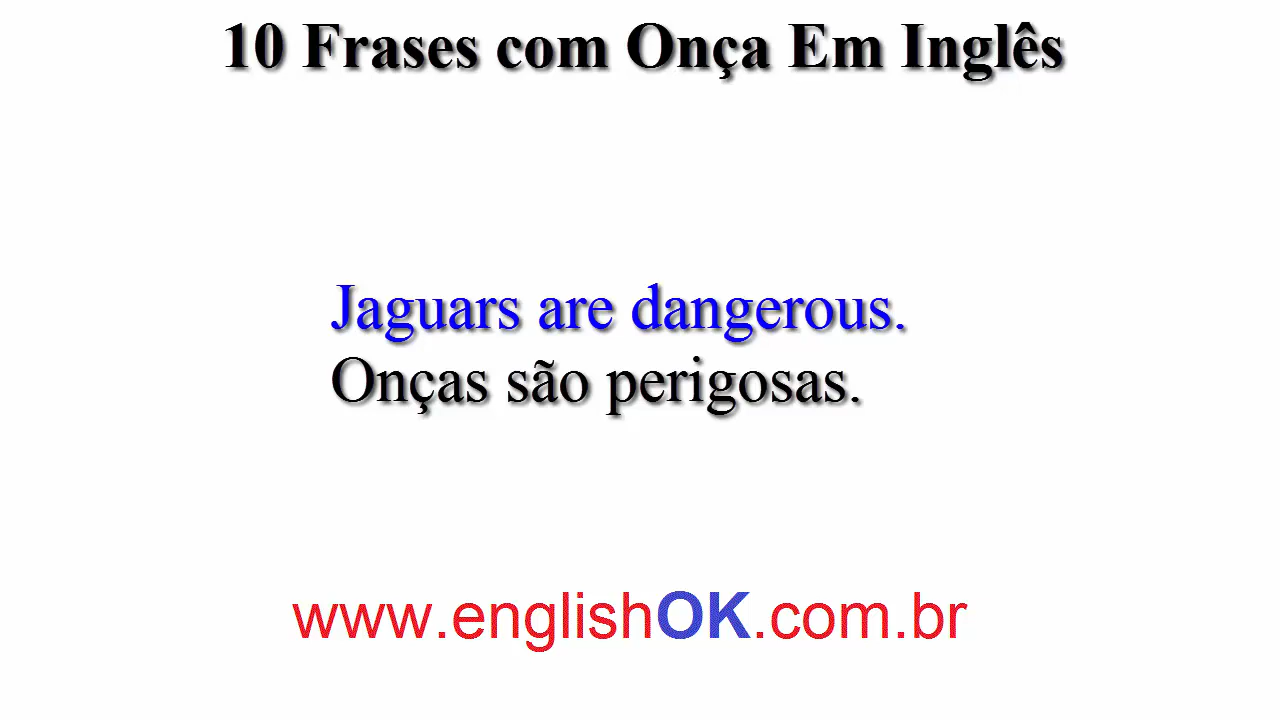 10 Frases com Onça Em Inglês
Jaguars are dangerous.
Onças são perigosas.
www.englishOK.com.br